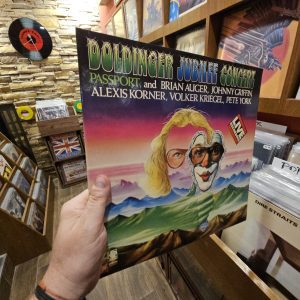 DOLDINGER JUBILEE CONCERT
PASSPORT, and BRIAN AUGER, JOHNNY GRIFFIN,
ALEXIS KORNER, VOLKER KRIEGEL, PETE YORK
DIRE STRAITS